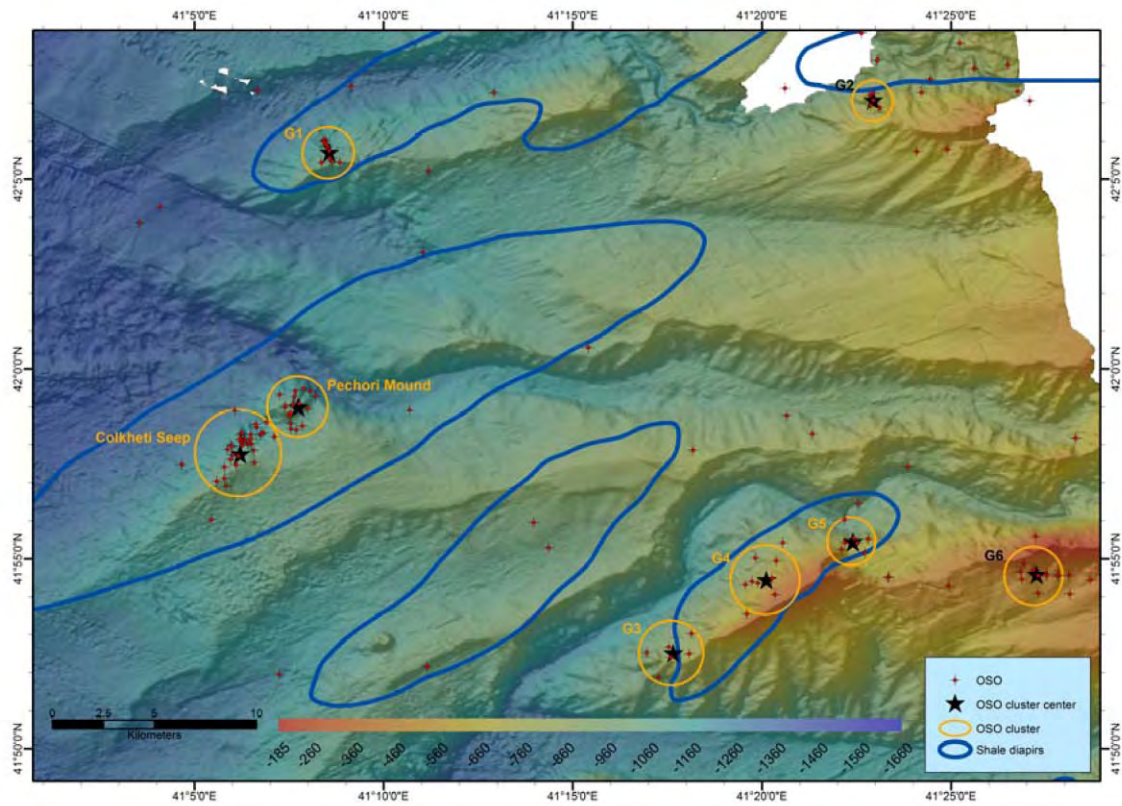 41°5'0"E 41°10'0"E 41°15'0"E 41°20'0"E 41°25'0"E
G2
G1
42°5'0"N 42°5'0"N
42°0'0"N 42°0'0"N
Pechori Mound
Colkheti Seep
G5
G4
G6
41°55'0"N 41°55'0"N
G3
OSO
OSO cluster center
OSO cluster
Shale diapirs
0 2.5 5 10
Kilometers
-185 -260 -360 -460 -560 -660 -760 -860 -960 -1060 -1160 -1260 -1360 -1460 -1560 -1660
41°50'0"N 41°50'0"N
41°5'0"E 41°10'0"E 41°15'0"E 41°20'0"E 41°25'0"E